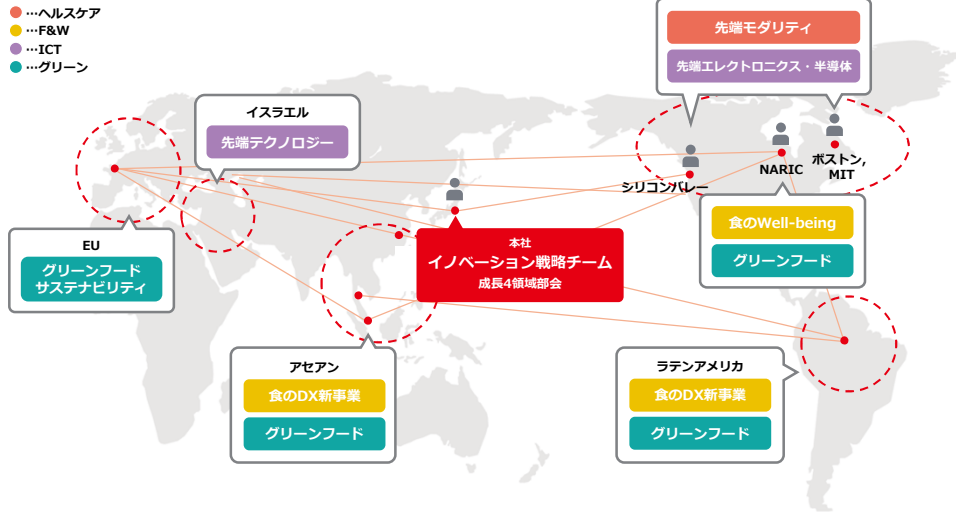 …ヘルスケア
…F&W
…ICT
…グリーン
先端モダリティ
先端エレクトロニクス・半導体
イスラエル
先端テクノロジー
シリコンバレー
NARIC
ボストン,
MIT
食のWell-being
グリーンフード
EU
グリーンフード
サステナビリティ
本社
イノベーション戦略チーム
成長4領域部会
アセアン
食のDX新事業
グリーンフード
ラテンアメリカ
食のDX新事業
グリーンフード